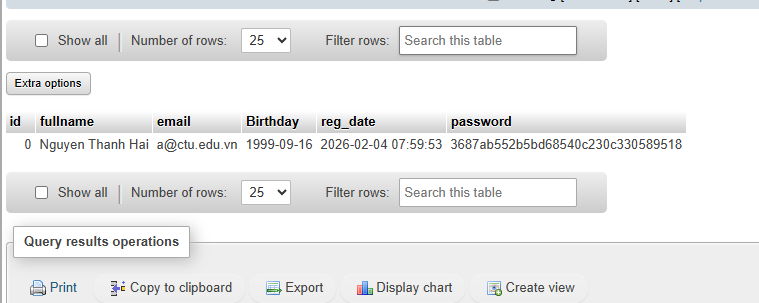 Show all Number of rows: 25 Filter rows: Search this table
Extra options
id fullname email Birthday reg_date password
0 Nguyen Thanh Hai a@ctu.edu.vn 1999-09-16 2026-02-04 07:59:53 3687ab552b5bd68540c230c330589518
Show all Number of rows: 25 Filter rows: Search this table
Query results operations
Print Copy to clipboard Export Display chart Create view